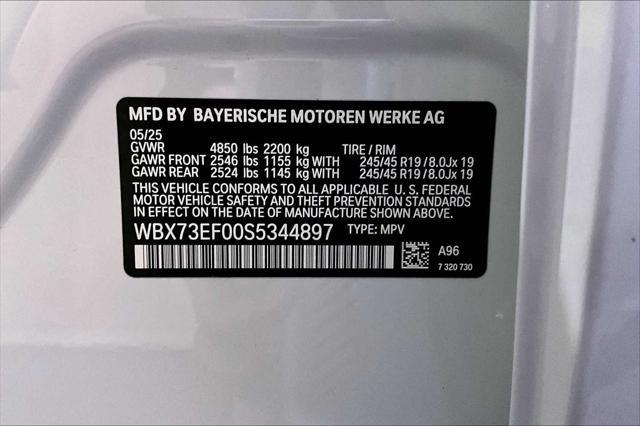 MFD BY BAYERISCHE MOTOREN WERKE AG
05/25
GVWR 4850 lbs 2200 kg TIRE / RIM
GAWR FRONT 2546 lbs 1155 kg WITH 245/45 R19 / 8.0Jx 19
GAWR REAR 2524 lbs 1145 kg WITH 245/45 R19 / 8.0Jx 19
THIS VEHICLE CONFORMS TO ALL APPLICABLE U. S. FEDERAL
MOTOR VEHICLE SAFETY AND THEFT PREVENTION STANDARDS
IN EFFECT ON THE DATE OF MANUFACTURE SHOWN ABOVE.
WBX73EF00S5344897 TYPE: MPV
A96
7 320 730